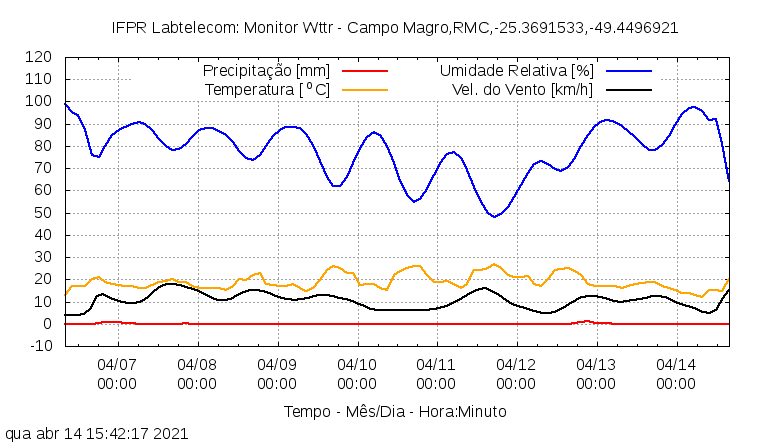 IFPR Labtelecom: Monitor Wttr - Campo Magro,RMC,-25.3691533,-49.4496921
Precipitação [mm]
Temperatura [ ºC]
Umidade Relativa [%]
Vel. do Vento [km/h]
120
110
100
90
80
70
60
50
40
30
20
10
0
-10
04/07 04/08 04/09 04/10 04/11 04/12 04/13 04/14
00:00 00:00 00:00 00:00 00:00 00:00 00:00 00:00
Tempo - Mês/Dia - Hora:Minuto
qua abr 14 15:42:17 2021